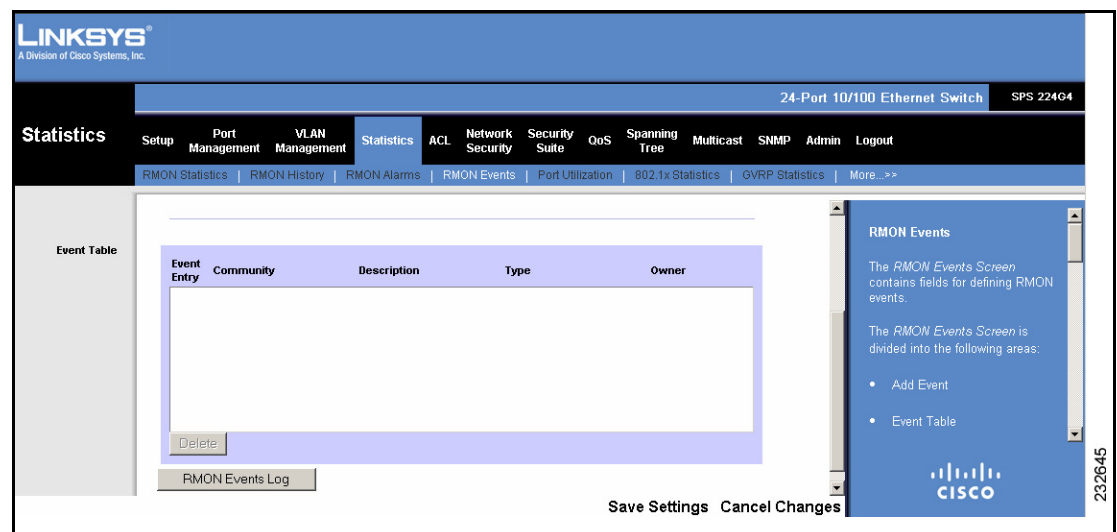 LINKSYS®
A Division of Cisco Systems, Inc.
24-Port 10/100 Ethernet Switch SPS 224G4
Statistics
Setup Port Management VLAN Management Statistics ACL Network Security Security Suite QoS Spanning Tree Multicast SNMP Admin Logout
RMON Statistics | RMON History | RMON Alarms | RMON Events | Port Utilization | 802.1x Statistics | GVRP Statistics | More...>>
Event Table
Event Entry Community Description Type Owner
Delete
RMON Events Log
Save Settings Cancel Changes
RMON Events
The RMON Events Screen
contains fields for defining RMON
events.
The RMON Events Screen is
divided into the following areas:
• Add Event
• Event Table
CISCO
232645